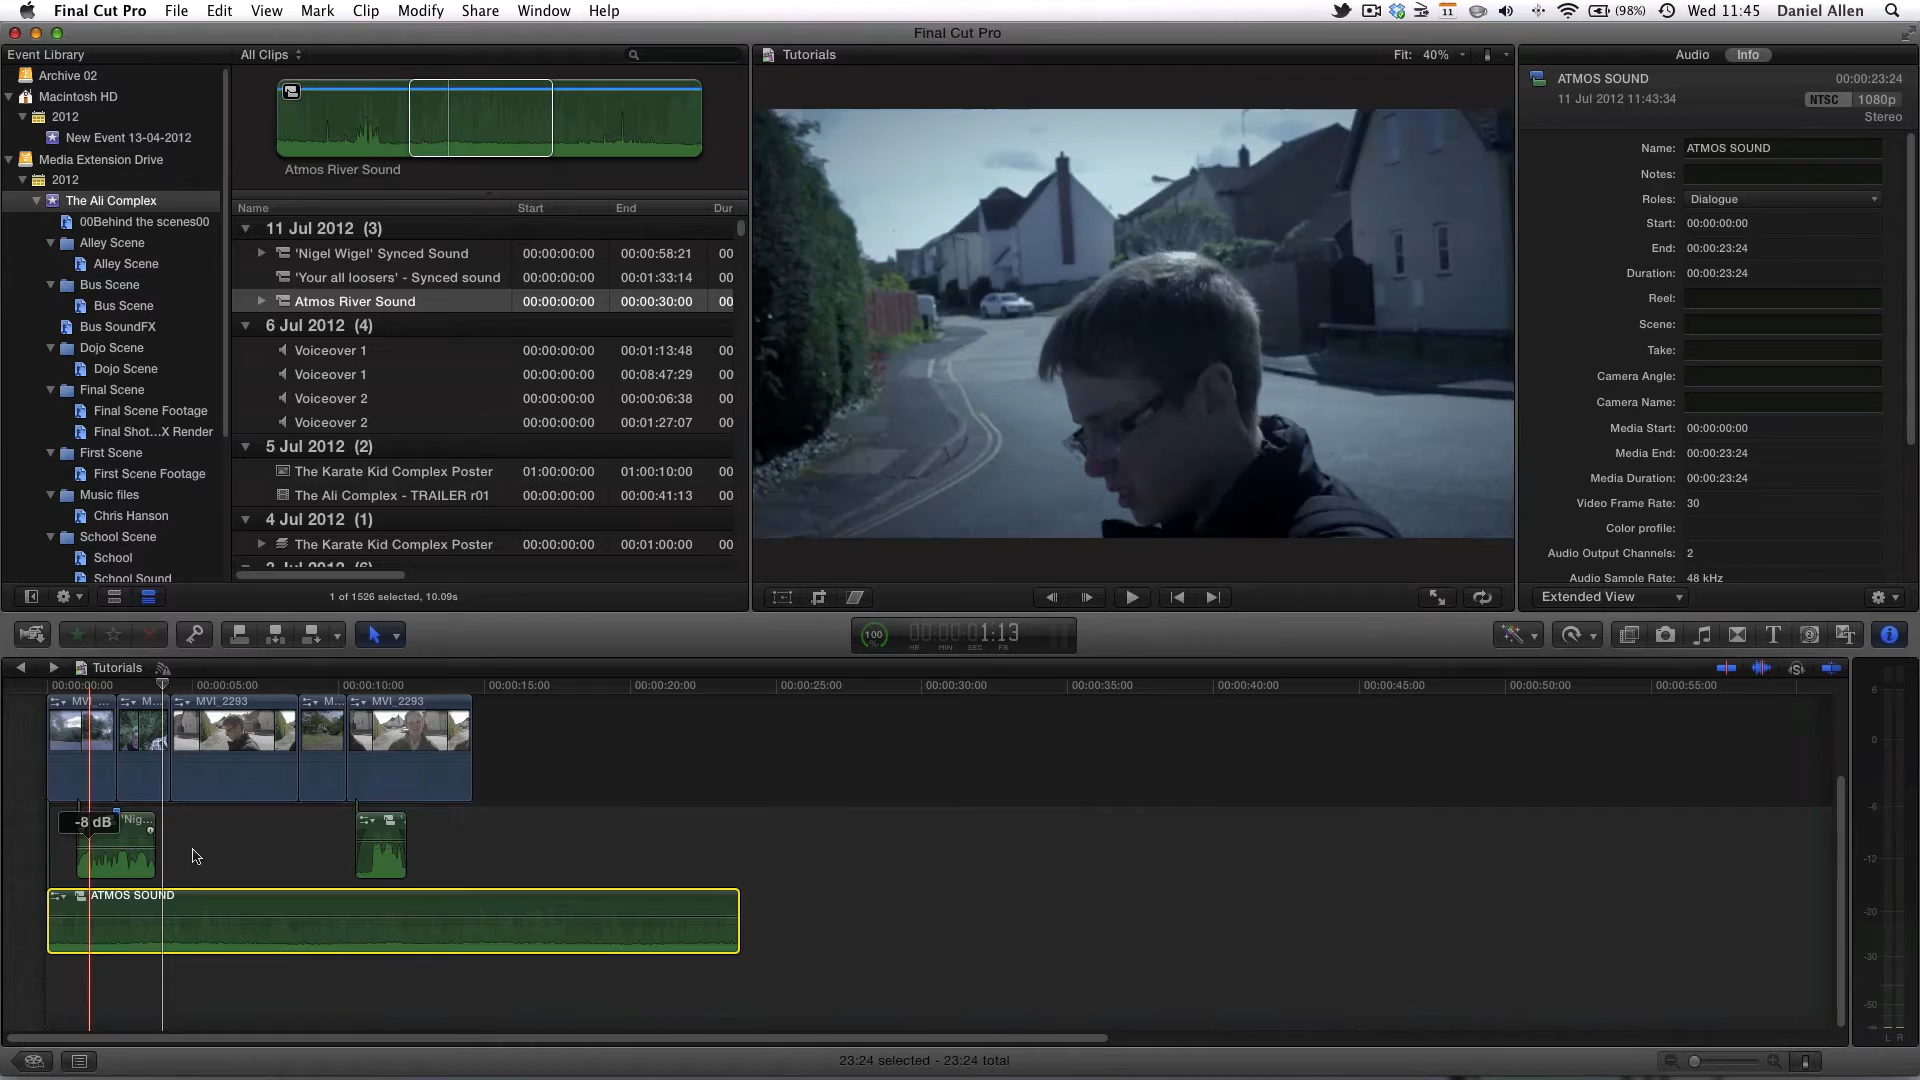 Final Cut Pro File Edit View Mark Clip Modify Share Window Help 11 (98%) Wed 11:45 Daniel Allen
Final Cut Pro
Event Library
All Clips
Tutorials
Fit: 40%
Audio Info
Archive 02
Macintosh HD
2012
New Event 13-04-2012
Media Extension Drive
2012
The Ali Complex
00Behind the scenes00
Alley Scene
Alley Scene
Bus Scene
Bus Scene
Bus SoundFX
Dojo Scene
Dojo Scene
Final Scene
Final Scene Footage
Final Shot...X Render
First Scene
First Scene Footage
Music files
Chris Hanson
School Scene
School
School Sound
Atmos River Sound
Name Start End Dur
11 Jul 2012 (3)
'Nigel Wigel' Synced Sound 00:00:00:00 00:00:58:21 00
'Your all loosers' - Synced sound 00:00:00:00 00:01:33:14 00
Atmos River Sound 00:00:00:00 00:00:30:00 00
6 Jul 2012 (4)
Voiceover 1 00:00:00:00 00:01:13:48 00
Voiceover 1 00:00:00:00 00:08:47:29 00
Voiceover 2 00:00:00:00 00:00:06:38 00
Voiceover 2 00:00:00:00 00:01:27:07 00
5 Jul 2012 (2)
The Karate Kid Complex Poster 01:00:00:00 01:00:10:00 00
The Ali Complex - TRAILER r01 00:00:00:00 00:00:41:13 00
4 Jul 2012 (1)
The Karate Kid Complex Poster 00:00:00:00 00:01:00:00 00
1 of 1526 selected, 10.09s
ATMOS SOUND 00:00:23:24
11 Jul 2012 11:43:34 NTSC 1080p
Stereo
Name: ATMOS SOUND
Notes:
Roles: Dialogue
Start: 00:00:00:00
End: 00:00:23:24
Duration: 00:00:23:24
Reel:
Scene:
Take:
Camera Angle:
Camera Name:
Media Start: 00:00:00:00
Media End: 00:00:23:24
Media Duration: 00:00:23:24
Video Frame Rate: 30
Color profile:
Audio Output Channels: 2
Audio Sample Rate: 48 kHz
Extended View
100 00:00:01:13
HR MIN SEC FR
Tutorials
00:00:00:00 00:00:05:00 00:00:10:00 00:00:15:00 00:00:20:00 00:00:25:00 00:00:30:00 00:00:35:00 00:00:40:00 00:00:45:00 00:00:50:00 00:00:55:00
MVI_... M... MVI_2293 M... MVI_2293
-8 dB 'Nig...
ATMOS SOUND
6
0
-6
-12
-20
-30
-50
-∞
L R
23:24 selected - 23:24 total